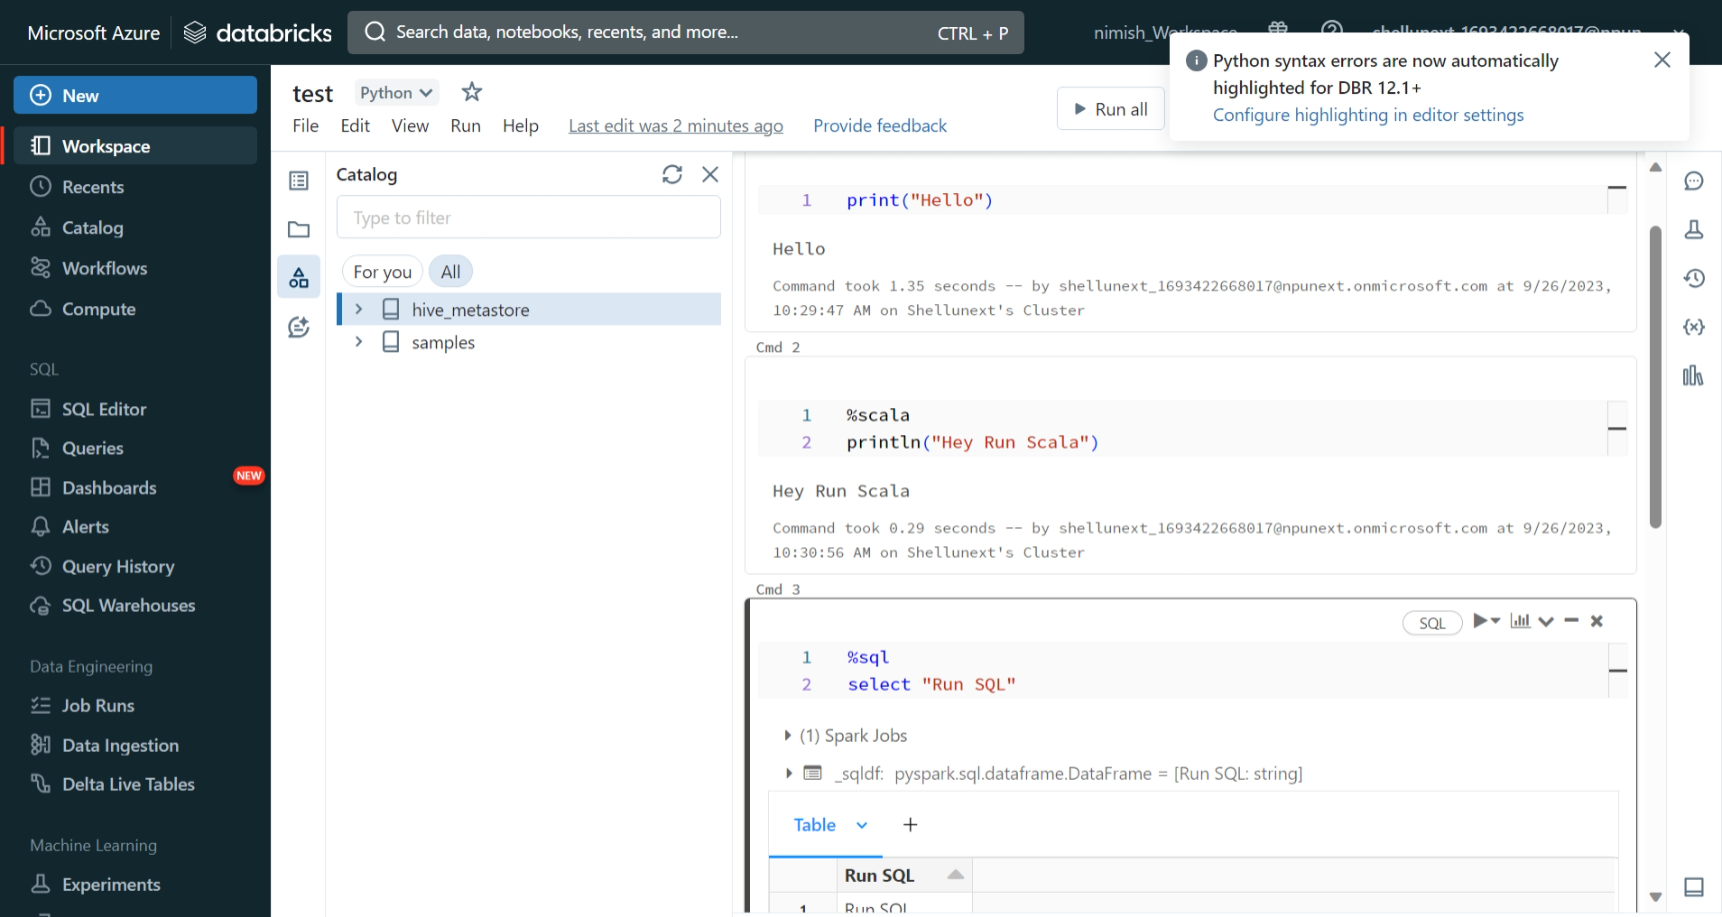 Microsoft Azure
databricks
Search data, notebooks, recents, and more...
CTRL + P
Python syntax errors are now automatically
highlighted for DBR 12.1+
Configure highlighting in editor settings
New
Workspace
Recents
Catalog
Workflows
Compute
SQL
SQL Editor
Queries
Dashboards
NEW
Alerts
Query History
SQL Warehouses
Data Engineering
Job Runs
Data Ingestion
Delta Live Tables
Machine Learning
Experiments
test
Python
File Edit View Run Help Last edit was 2 minutes ago Provide feedback
Run all
Catalog
Type to filter
For you
All
hive_metastore
samples
1 print("Hello")
Hello
Command took 1.35 seconds -- by shellunext_1693422668017@npunext.onmicrosoft.com at 9/26/2023,
10:29:47 AM on Shellunext's Cluster
Cmd 2
1 %scala
2 println("Hey Run Scala")
Hey Run Scala
Command took 0.29 seconds -- by shellunext_1693422668017@npunext.onmicrosoft.com at 9/26/2023,
10:30:56 AM on Shellunext's Cluster
Cmd 3
SQL
1 %sql
2 select "Run SQL"
(1) Spark Jobs
_sqldf: pyspark.sql.dataframe.DataFrame = [Run SQL: string]
Table
+
Run SQL
1 Run SQL